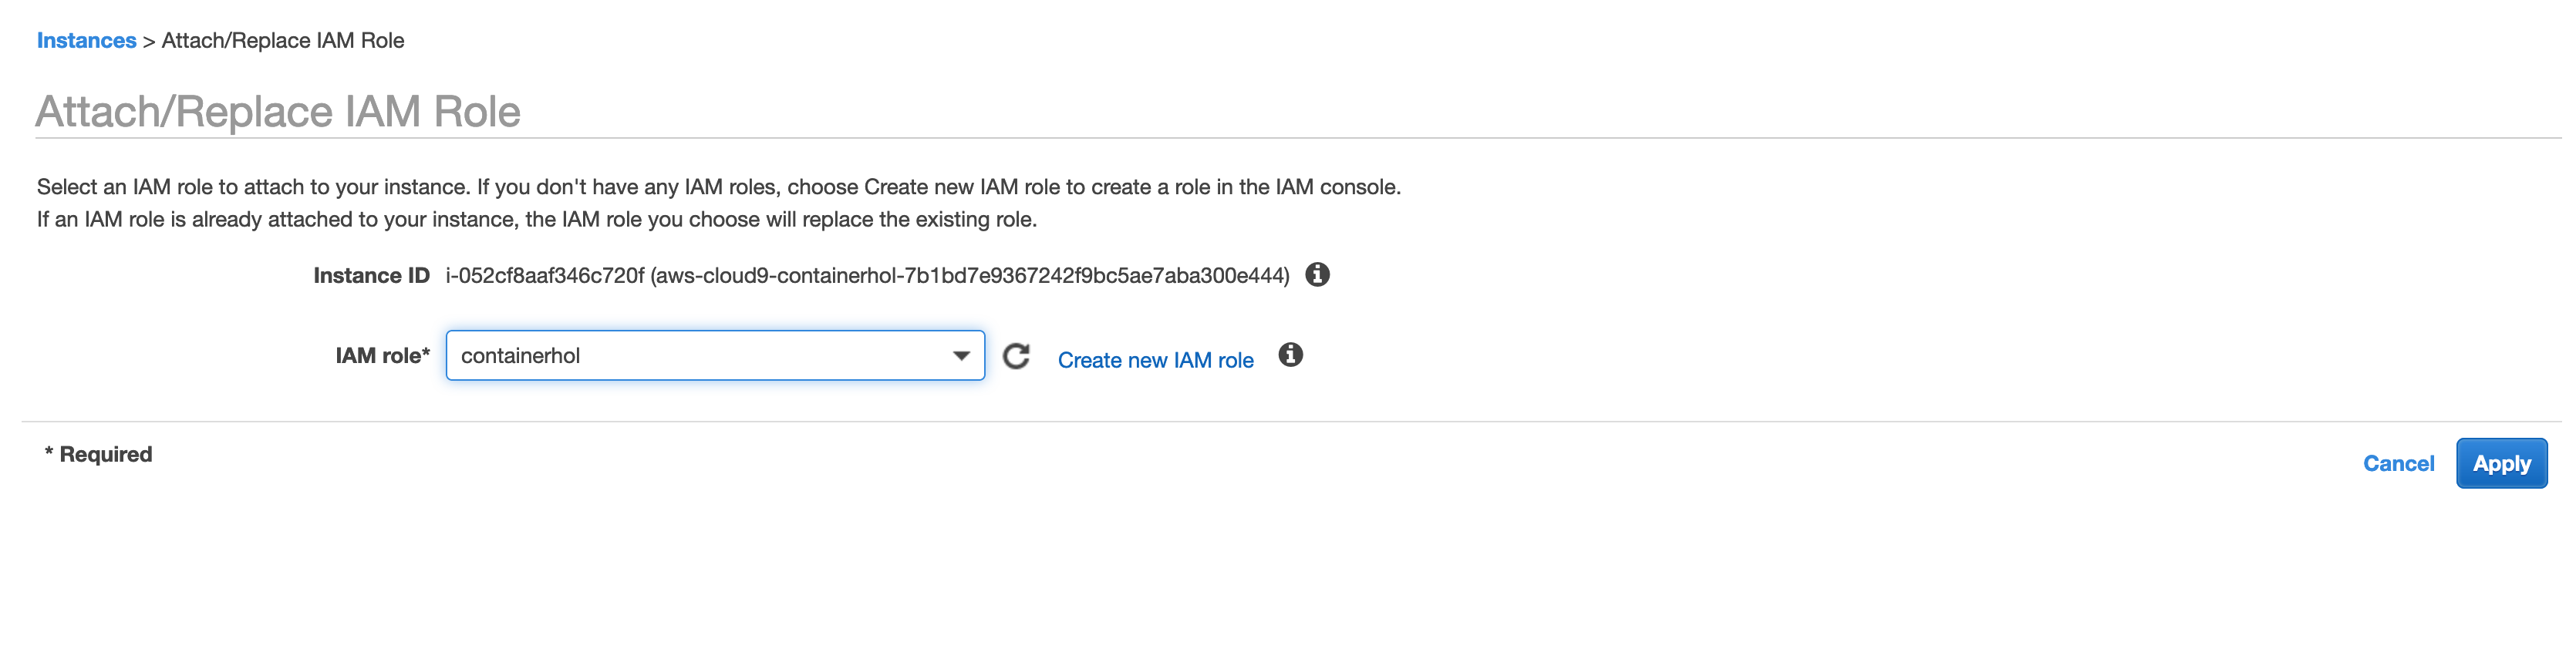 Instances > Attach/Replace IAM Role
Attach/Replace IAM Role
Select an IAM role to attach to your instance. If you don't have any IAM roles, choose Create new IAM role to create a role in the IAM console.
If an IAM role is already attached to your instance, the IAM role you choose will replace the existing role.
Instance ID i-052cf8aaf346c720f (aws-cloud9-containerhol-7b1bd7e9367242f9bc5ae7aba300e444)
IAM role* containerhol Create new IAM role
* Required Cancel Apply